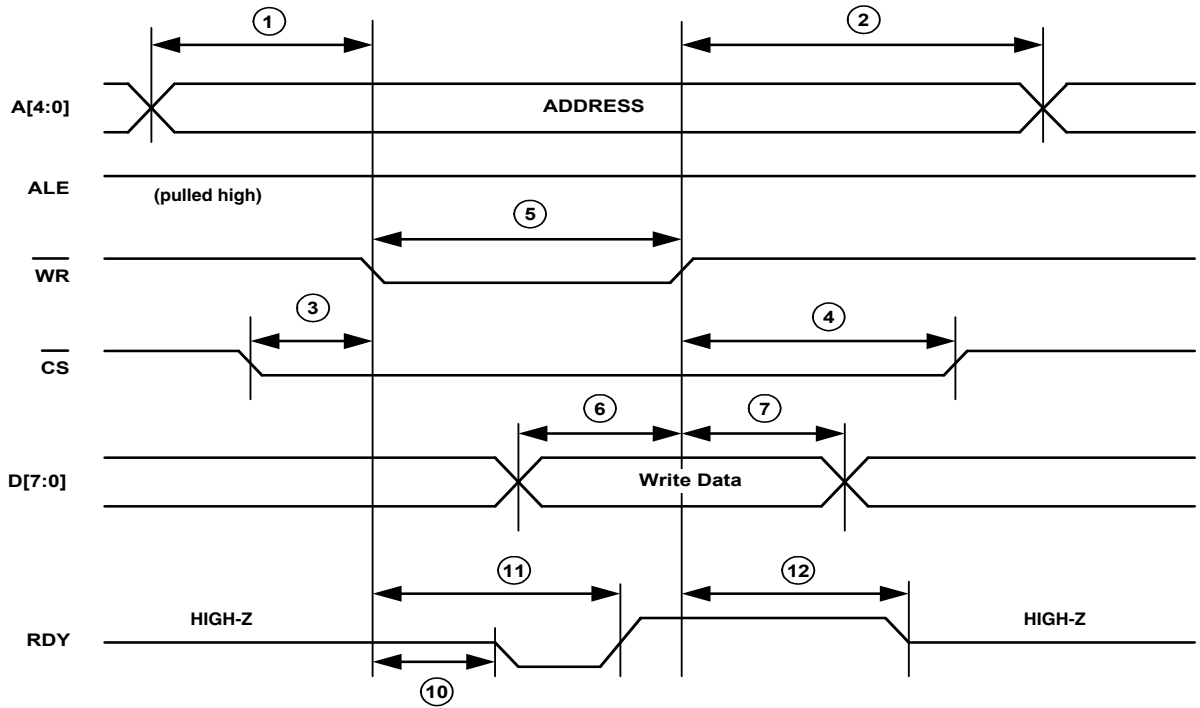 1
2
A[4:0]
ADDRESS
ALE
(pulled high)
5
WR
3
4
CS
6
7
D[7:0]
Write Data
11
12
HIGH-Z
HIGH-Z
RDY
10